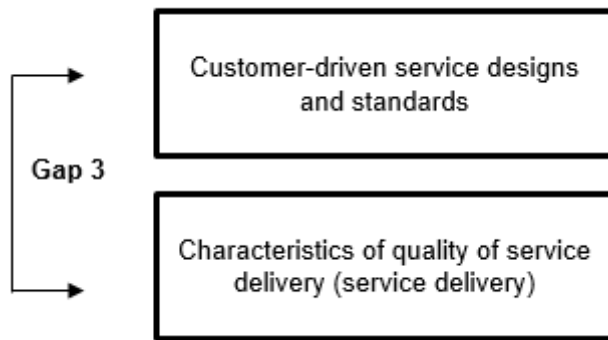 Customer-driven service designs
and standards
Gap 3
Characteristics of quality of service
delivery (service delivery)